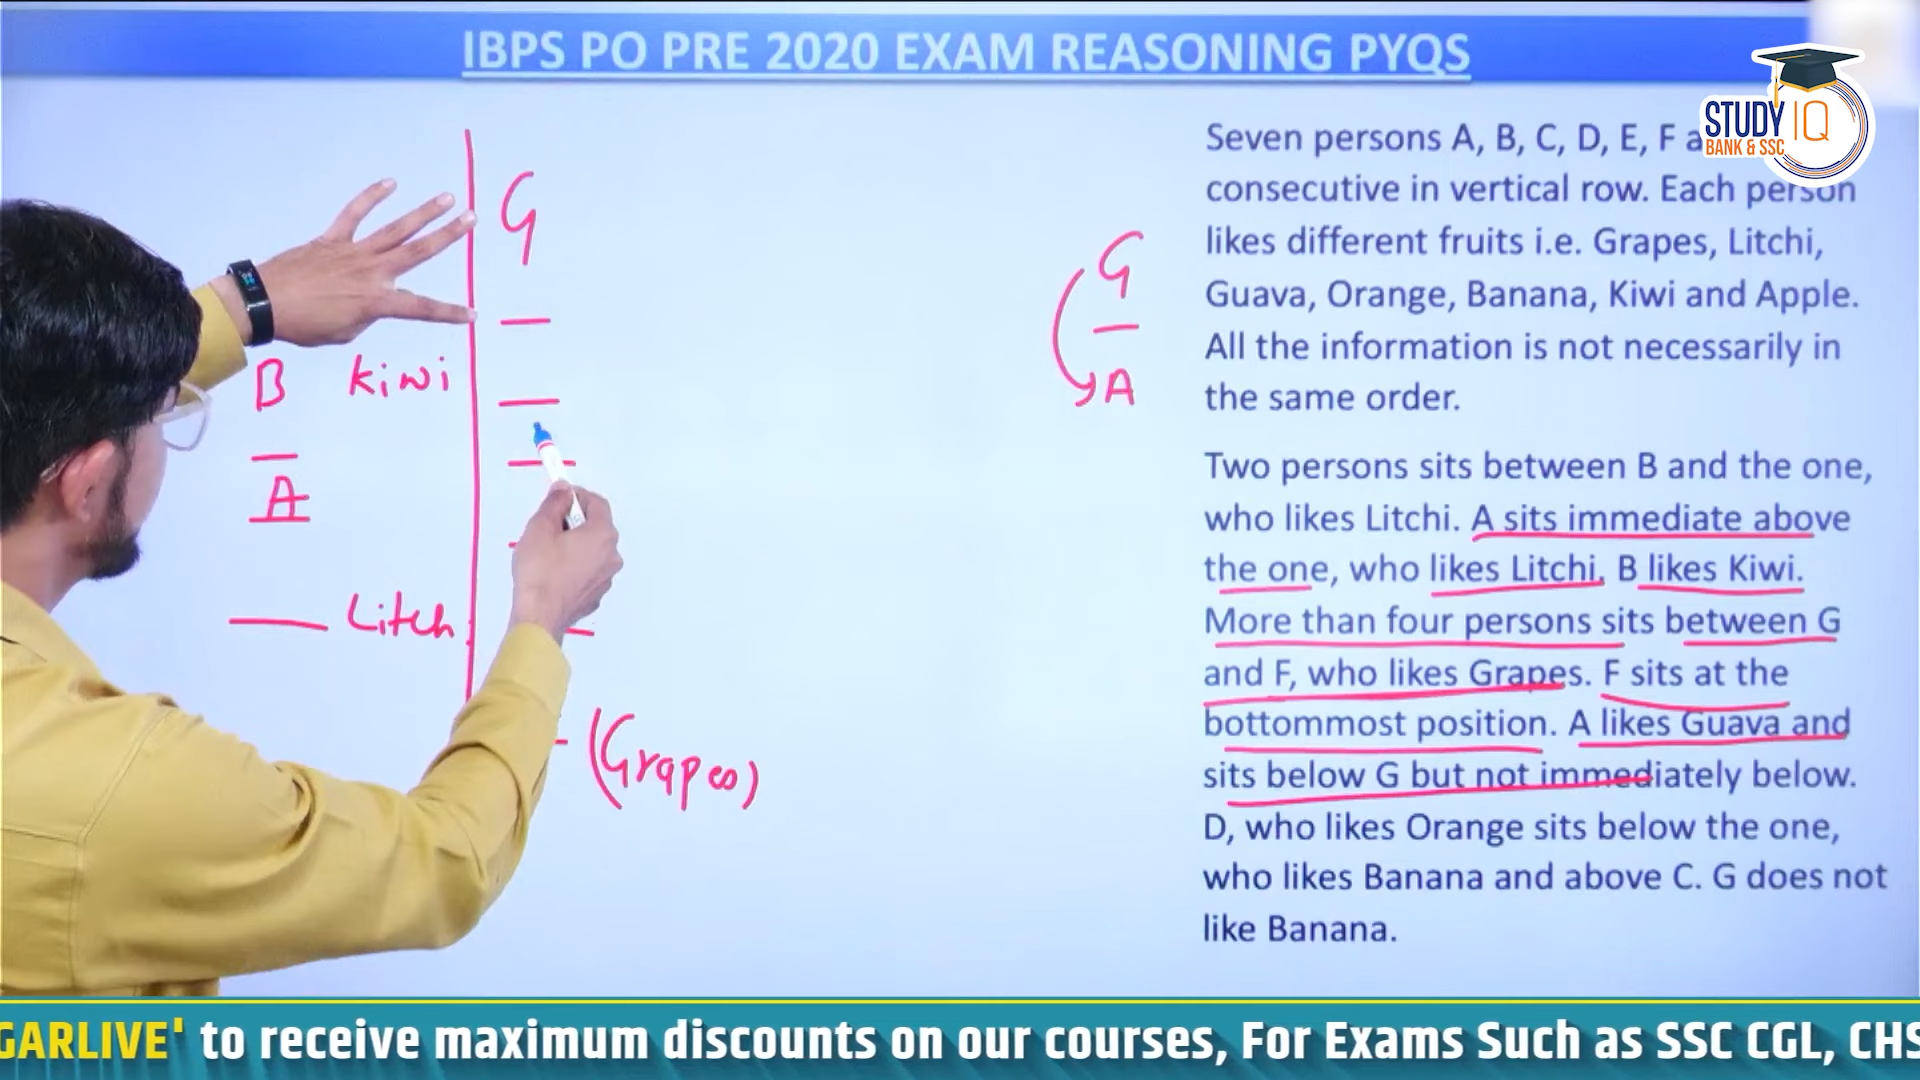 IBPS PO PRE 2020 EXAM REASONING PYQS
STUDY IQ
BANK & SSC
Seven persons A, B, C, D, E, F
consecutive in vertical row. Each person
likes different fruits i.e. Grapes, Litchi,
Guava, Orange, Banana, Kiwi and Apple.
All the information is not necessarily in
the same order.
Two persons sits between B and the one,
who likes Litchi. A sits immediate above
the one, who likes Litchi. B likes Kiwi.
More than four persons sits between G
and F, who likes Grapes. F sits at the
bottommost position. A likes Guava and
sits below G but not immediately below.
D, who likes Orange sits below the one,
who likes Banana and above C. G does not
like Banana.
G
G
A
B Kiwi
A
Litch
(Grapes)
GARLIVE' to receive maximum discounts on our courses, For Exams Such as SSC CGL, CHS